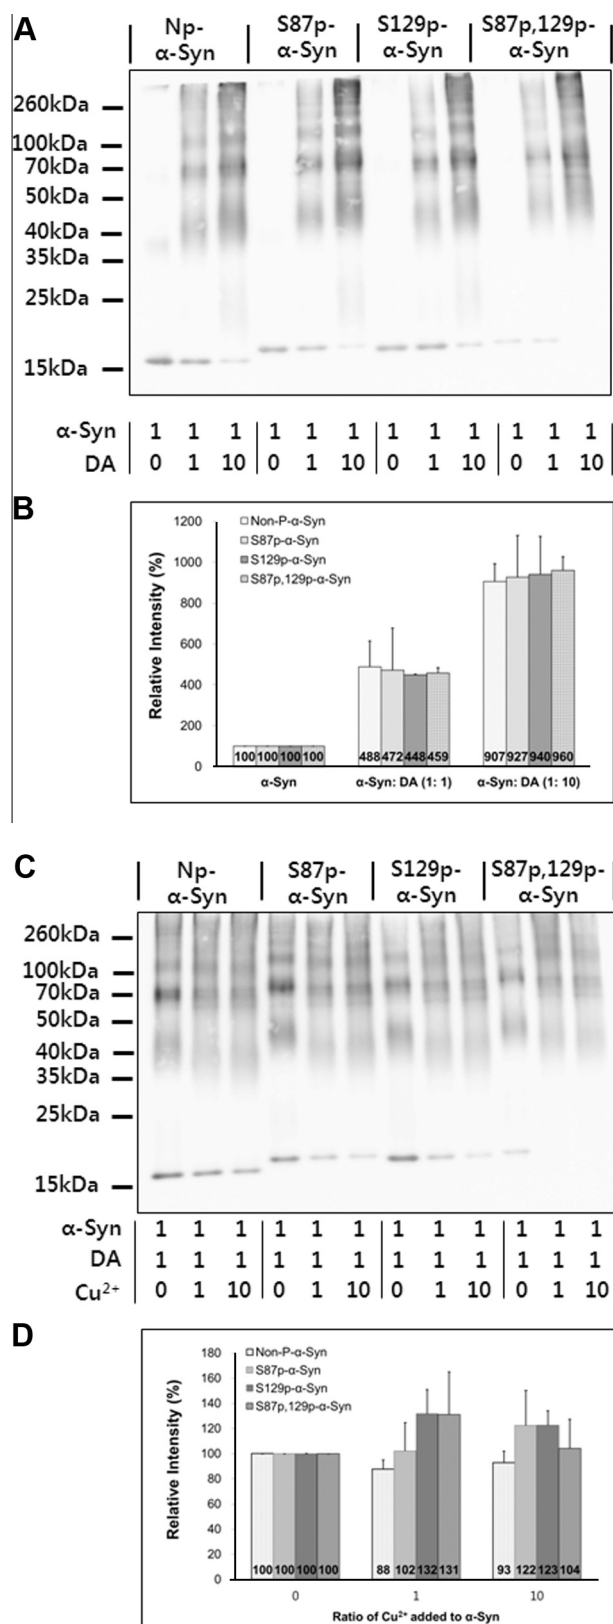 A
Np- S87p- S129p- S87p,129p-
α-Syn α-Syn α-Syn α-Syn
260kDa
100kDa
70kDa
50kDa
40kDa
35kDa
25kDa
15kDa
α-Syn 1 1 1 1 1 1 1 1 1 1 1 1
DA 0 1 10 0 1 10 0 1 10 0 1 10
B
Relative Intensity (%)
1200
1000
800
600
400
200
0
Non-P-α-Syn
S87p-α-Syn
S129p-α-Syn
S87p,129p-α-Syn
100 100 100 100 488 472 448 459 907 927 940 960
α-Syn α-Syn: DA (1: 1) α-Syn: DA (1: 10)
C
Np- S87p- S129p- S87p,129p-
α-Syn α-Syn α-Syn α-Syn
260kDa
100kDa
70kDa
50kDa
40kDa
35kDa
25kDa
15kDa
α-Syn 1 1 1 1 1 1 1 1 1 1 1 1
DA 1 1 1 1 1 1 1 1 1 1 1 1
Cu²⁺ 0 1 10 0 1 10 0 1 10 0 1 10
D
Relative Intensity (%)
180
160
140
120
100
80
60
40
20
0
Non-P-α-Syn
S87p-α-Syn
S129p-α-Syn
S87p,129p-α-Syn
100 100 100 100 88 102 132 131 93 122 123 104
0 1 10
Ratio of Cu²⁺ added to α-Syn